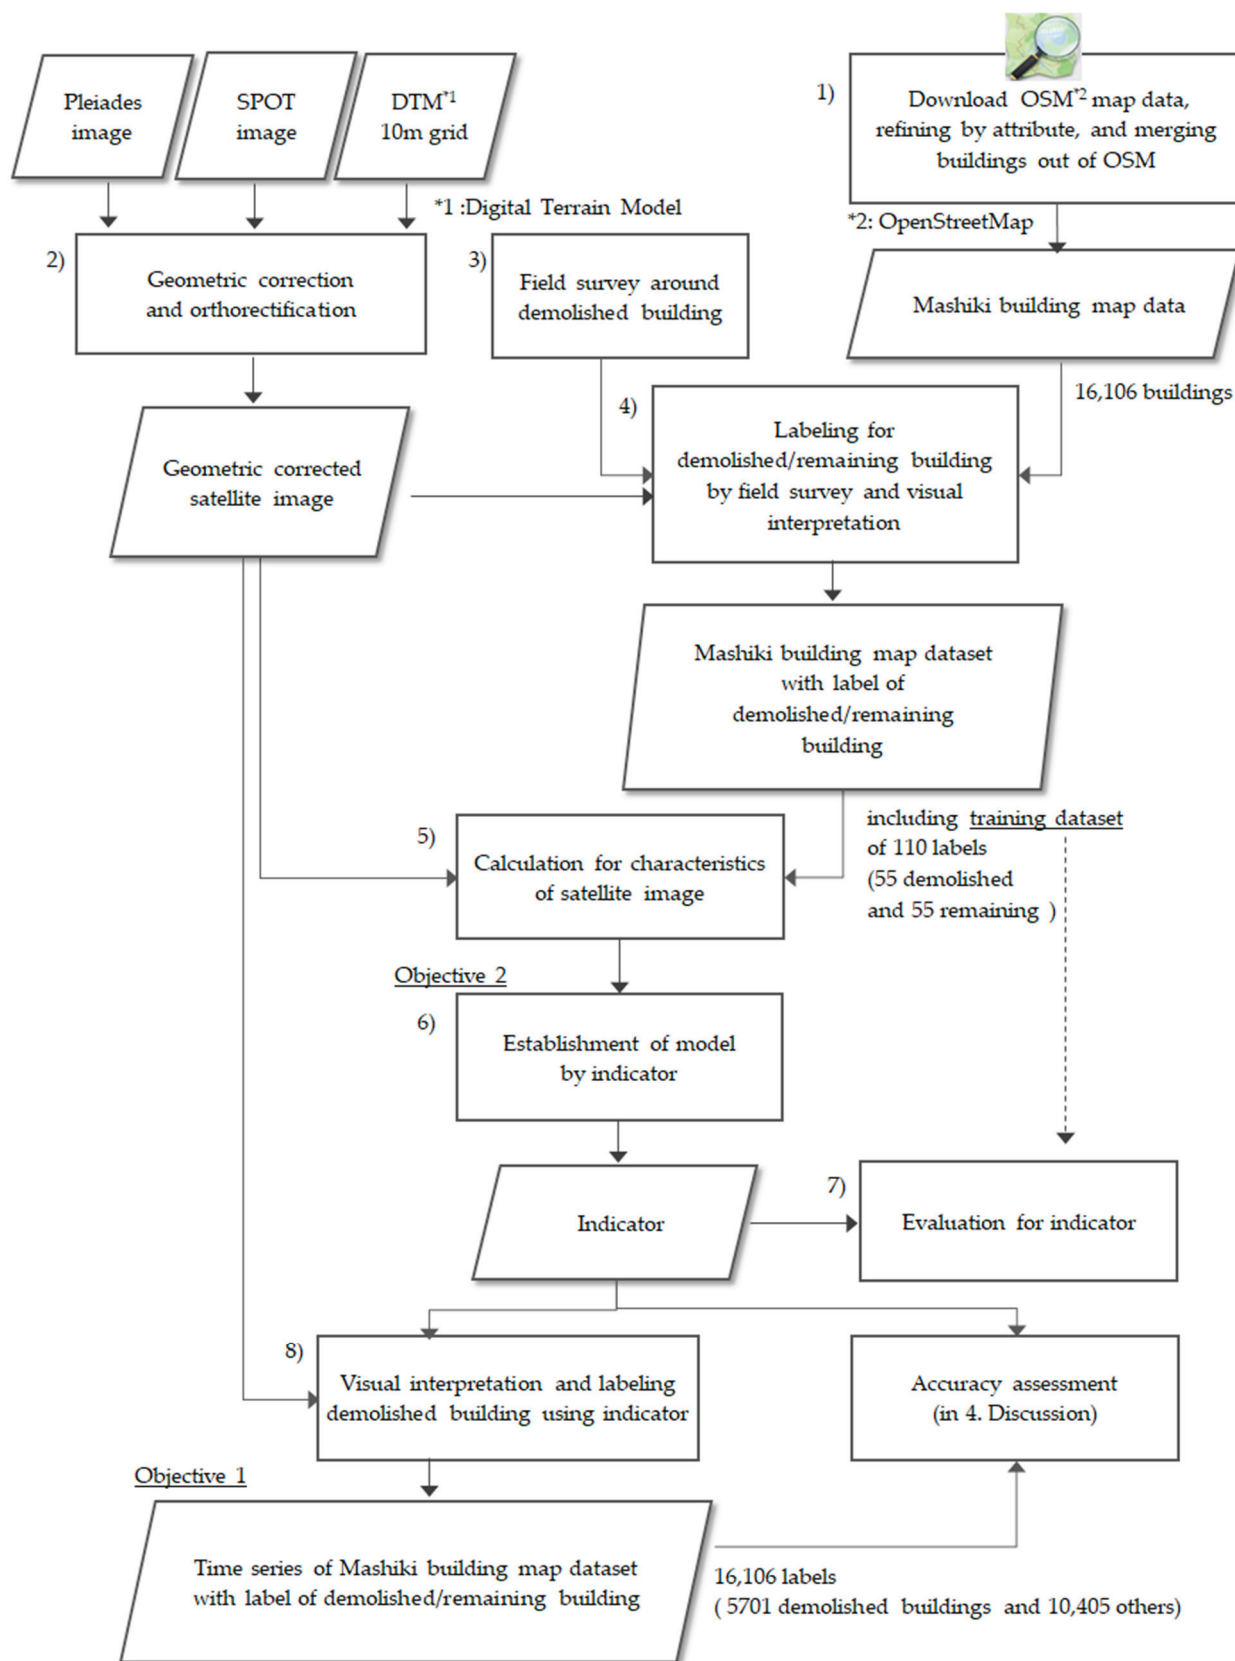 Pleiades
image
SPOT
image
DTM*1
10m grid
*1 :Digital Terrain Model
1)
Download OSM*2 map data,
refining by attribute, and merging
buildings out of OSM
*2: OpenStreetMap
2)
Geometric correction
and orthorectification
3)
Field survey around
demolished building
Mashiki building map data
16,106 buildings
4)
Labeling for
demolished/remaining building
by field survey and visual
interpretation
Geometric corrected
satellite image
Mashiki building map dataset
with label of
demolished/remaining
building
including training dataset
of 110 labels
(55 demolished
and 55 remaining )
5)
Calculation for characteristics
of satellite image
Objective 2
6)
Establishment of model
by indicator
Indicator
7)
Evaluation for indicator
8)
Visual interpretation and labeling
demolished building using indicator
Accuracy assessment
(in 4. Discussion)
Objective 1
Time series of Mashiki building map dataset
with label of demolished/remaining building
16,106 labels
( 5701 demolished buildings and 10,405 others)